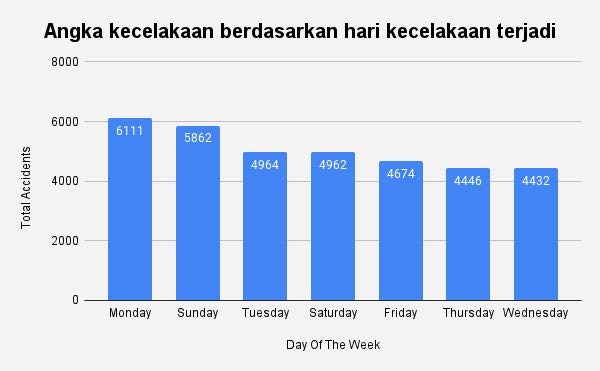 Angka kecelakaan berdasarkan hari kecelakaan terjadi
8000
6000
4000
2000
0
Total Accidents
6111
5862
4964
4962
4674
4446
4432
Monday
Sunday
Tuesday
Saturday
Friday
Thursday
Wednesday
Day Of The Week